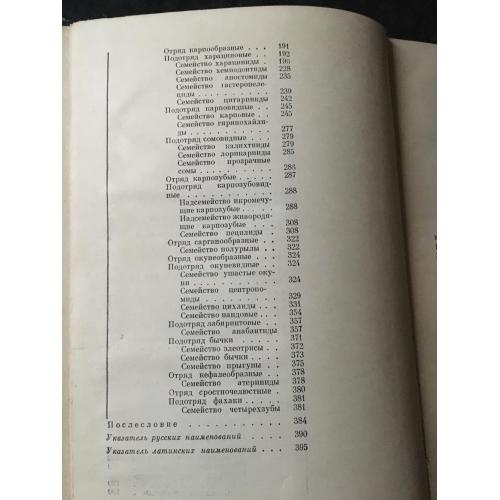 Отряд карпообразные . . . 191
Подотряд харациновые . . 192
Семейство харациниды . 196
Семейство хемиодонтиды 228
Семейство аностомиды 235
Семейство гастеропеле-
циды . . . . . . . . . 239
Семейство цитариниды 242
Подотряд карповидные . . 245
Семейство карповые . . 245
Семейство гиринохейли-
ды . . . . . . . . . . 277
Подотряд сомовидные . . . 279
Семейство калихтиды 279
Семейство лорикарииды 285
Семейство прозрачные
сомы . . . . . . . . . 286
Отряд карпозубые . . . . . 287
Подотряд карпозубовид-
ные . . . . . . . . . . . 288
Надсемейство икромечу-
щие карпозубые . . . 288
Надсемейство живородя-
щие карпозубые . . . 308
Семейство пецилиды . 308
Отряд сарганообразные . . 322
Семейство полурылы . . 322
Отряд окунеобразные . . . 324
Подотряд окуневидные . . 324
Семейство ушастые оку-
ни . . . . . . . . . . 324
Семейство центропо-
миды . . . . . . . . . 329
Семейство цихлиды . . . 331
Семейство нандовые . . 354
Подотряд лабиринтовые . . 357
Семейство анабантиды 357
Подотряд бычки . . . . . 371
Семейство элеотрисы . . 372
Семейство бычки . . . . 373
Семейство прыгуны . . 375
Отряд кефалеобразные . . 378
Семейство атериниды 378
Отряд сростночелюстные . 380
Подотряд фахаки . . . . . 381
Семейство четырехзубы 381
Послесловие . . . . . . . . . 384
Указатель русских наименований . . . . 390
Указатель латинских наименований . . . 395